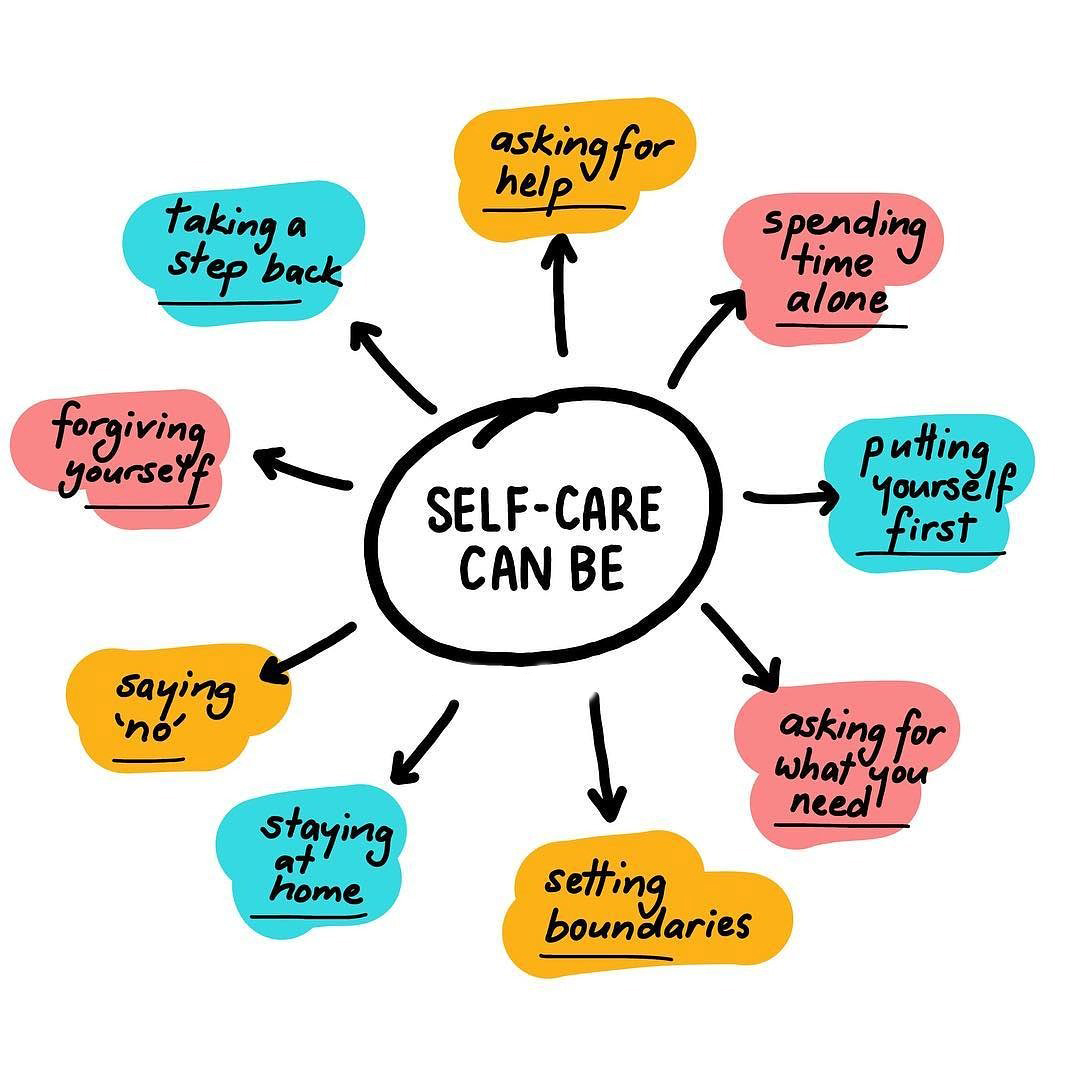 asking for
help
spending
time
alone
putting
yourself
first
asking for
what you
need
setting
boundaries
staying
at
home
saying
'no'
forgiving
yourself
taking a
step back
SELF-CARE
CAN BE